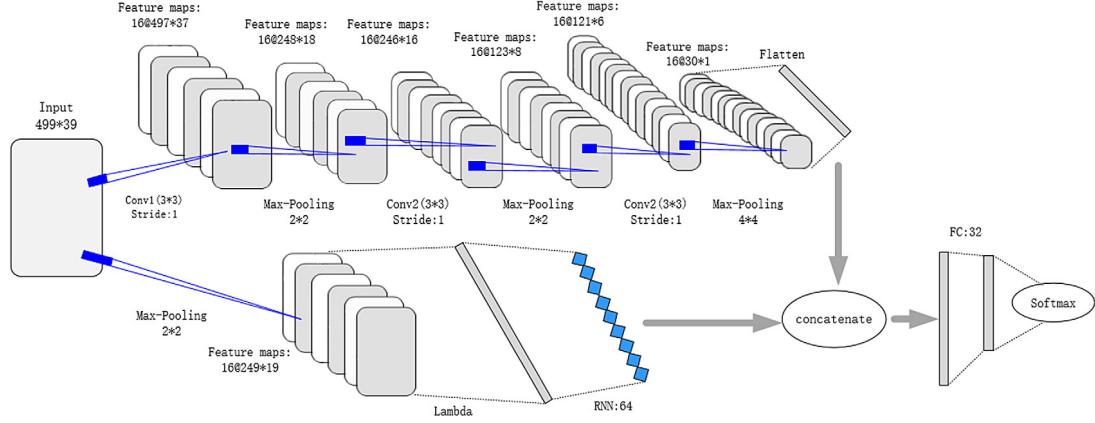 Feature maps:
16@497*37
Feature maps:
16@248*18
Feature maps:
16@246*16
Feature maps:
16@123*8
Feature maps:
16@121*6
Feature maps:
16@30*1
Flatten
Input
499*39
Conv1(3*3)
Stride:1
Max-Pooling
2*2
Conv2(3*3)
Stride:1
Max-Pooling
2*2
Conv2(3*3)
Stride:1
Max-Pooling
4*4
Max-Pooling
2*2
Feature maps:
16@249*19
Lambda
RNN:64
concatenate
FC:32
Softmax